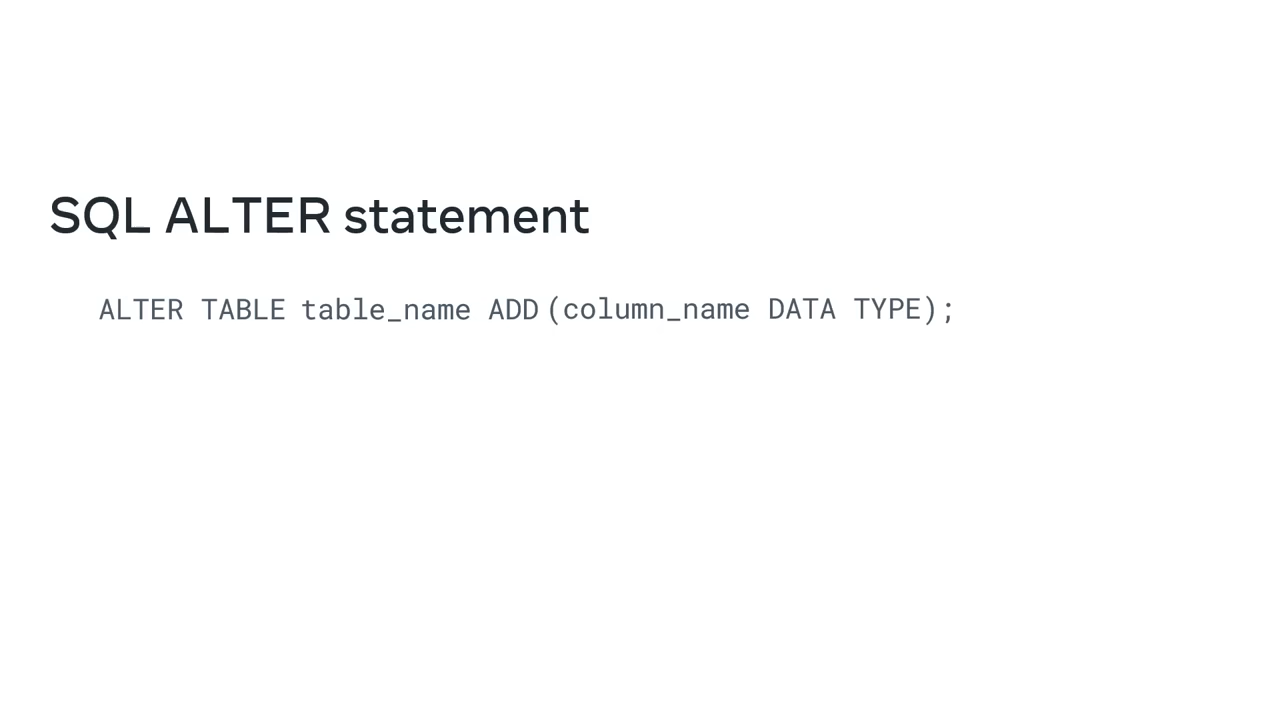 SQL ALTER statement
ALTER TABLE table_name ADD (column_name DATA TYPE);